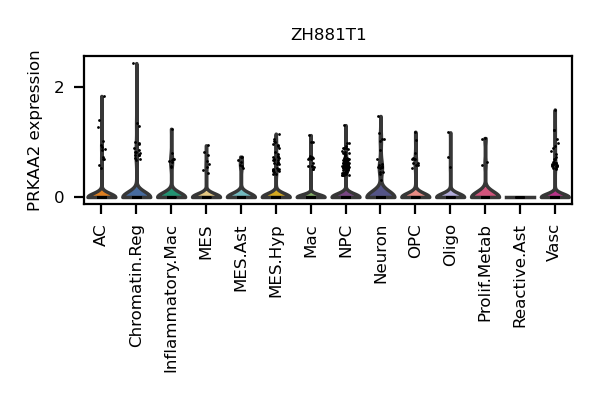 ZH881T1
PRKAA2 expression
2
0
AC
Chromatin.Reg
Inflammatory.Mac
MES
MES.Ast
MES.Hyp
Mac
NPC
Neuron
OPC
Oligo
Prolif.Metab
Reactive.Ast
Vasc